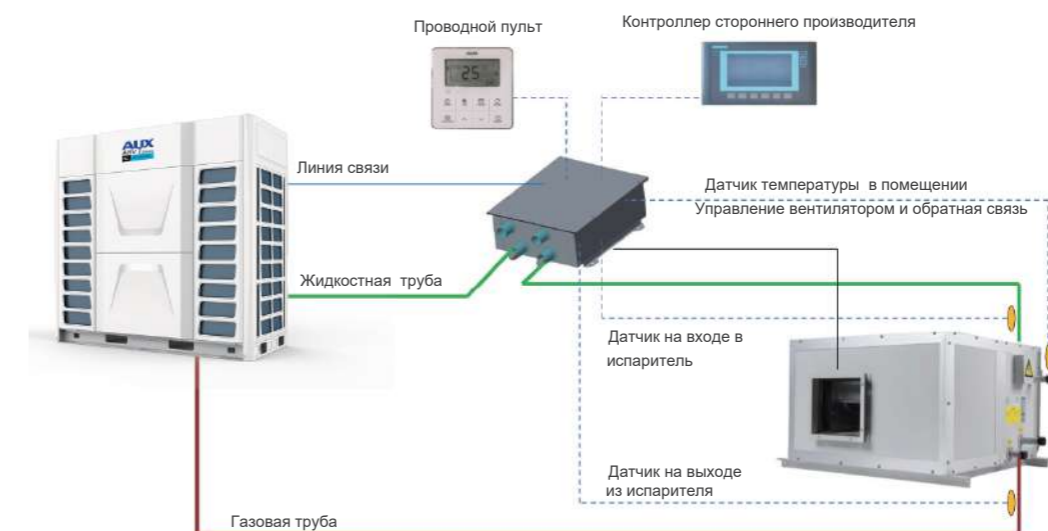 Проводной пульт
Контроллер стороннего производителя
25
AUX
Линия связи
Датчик температуры в помещении
Управление вентилятором и обратная связь
Жидкостная труба
Датчик на входе в
испаритель
Датчик на выходе
из испарителя
Газовая труба